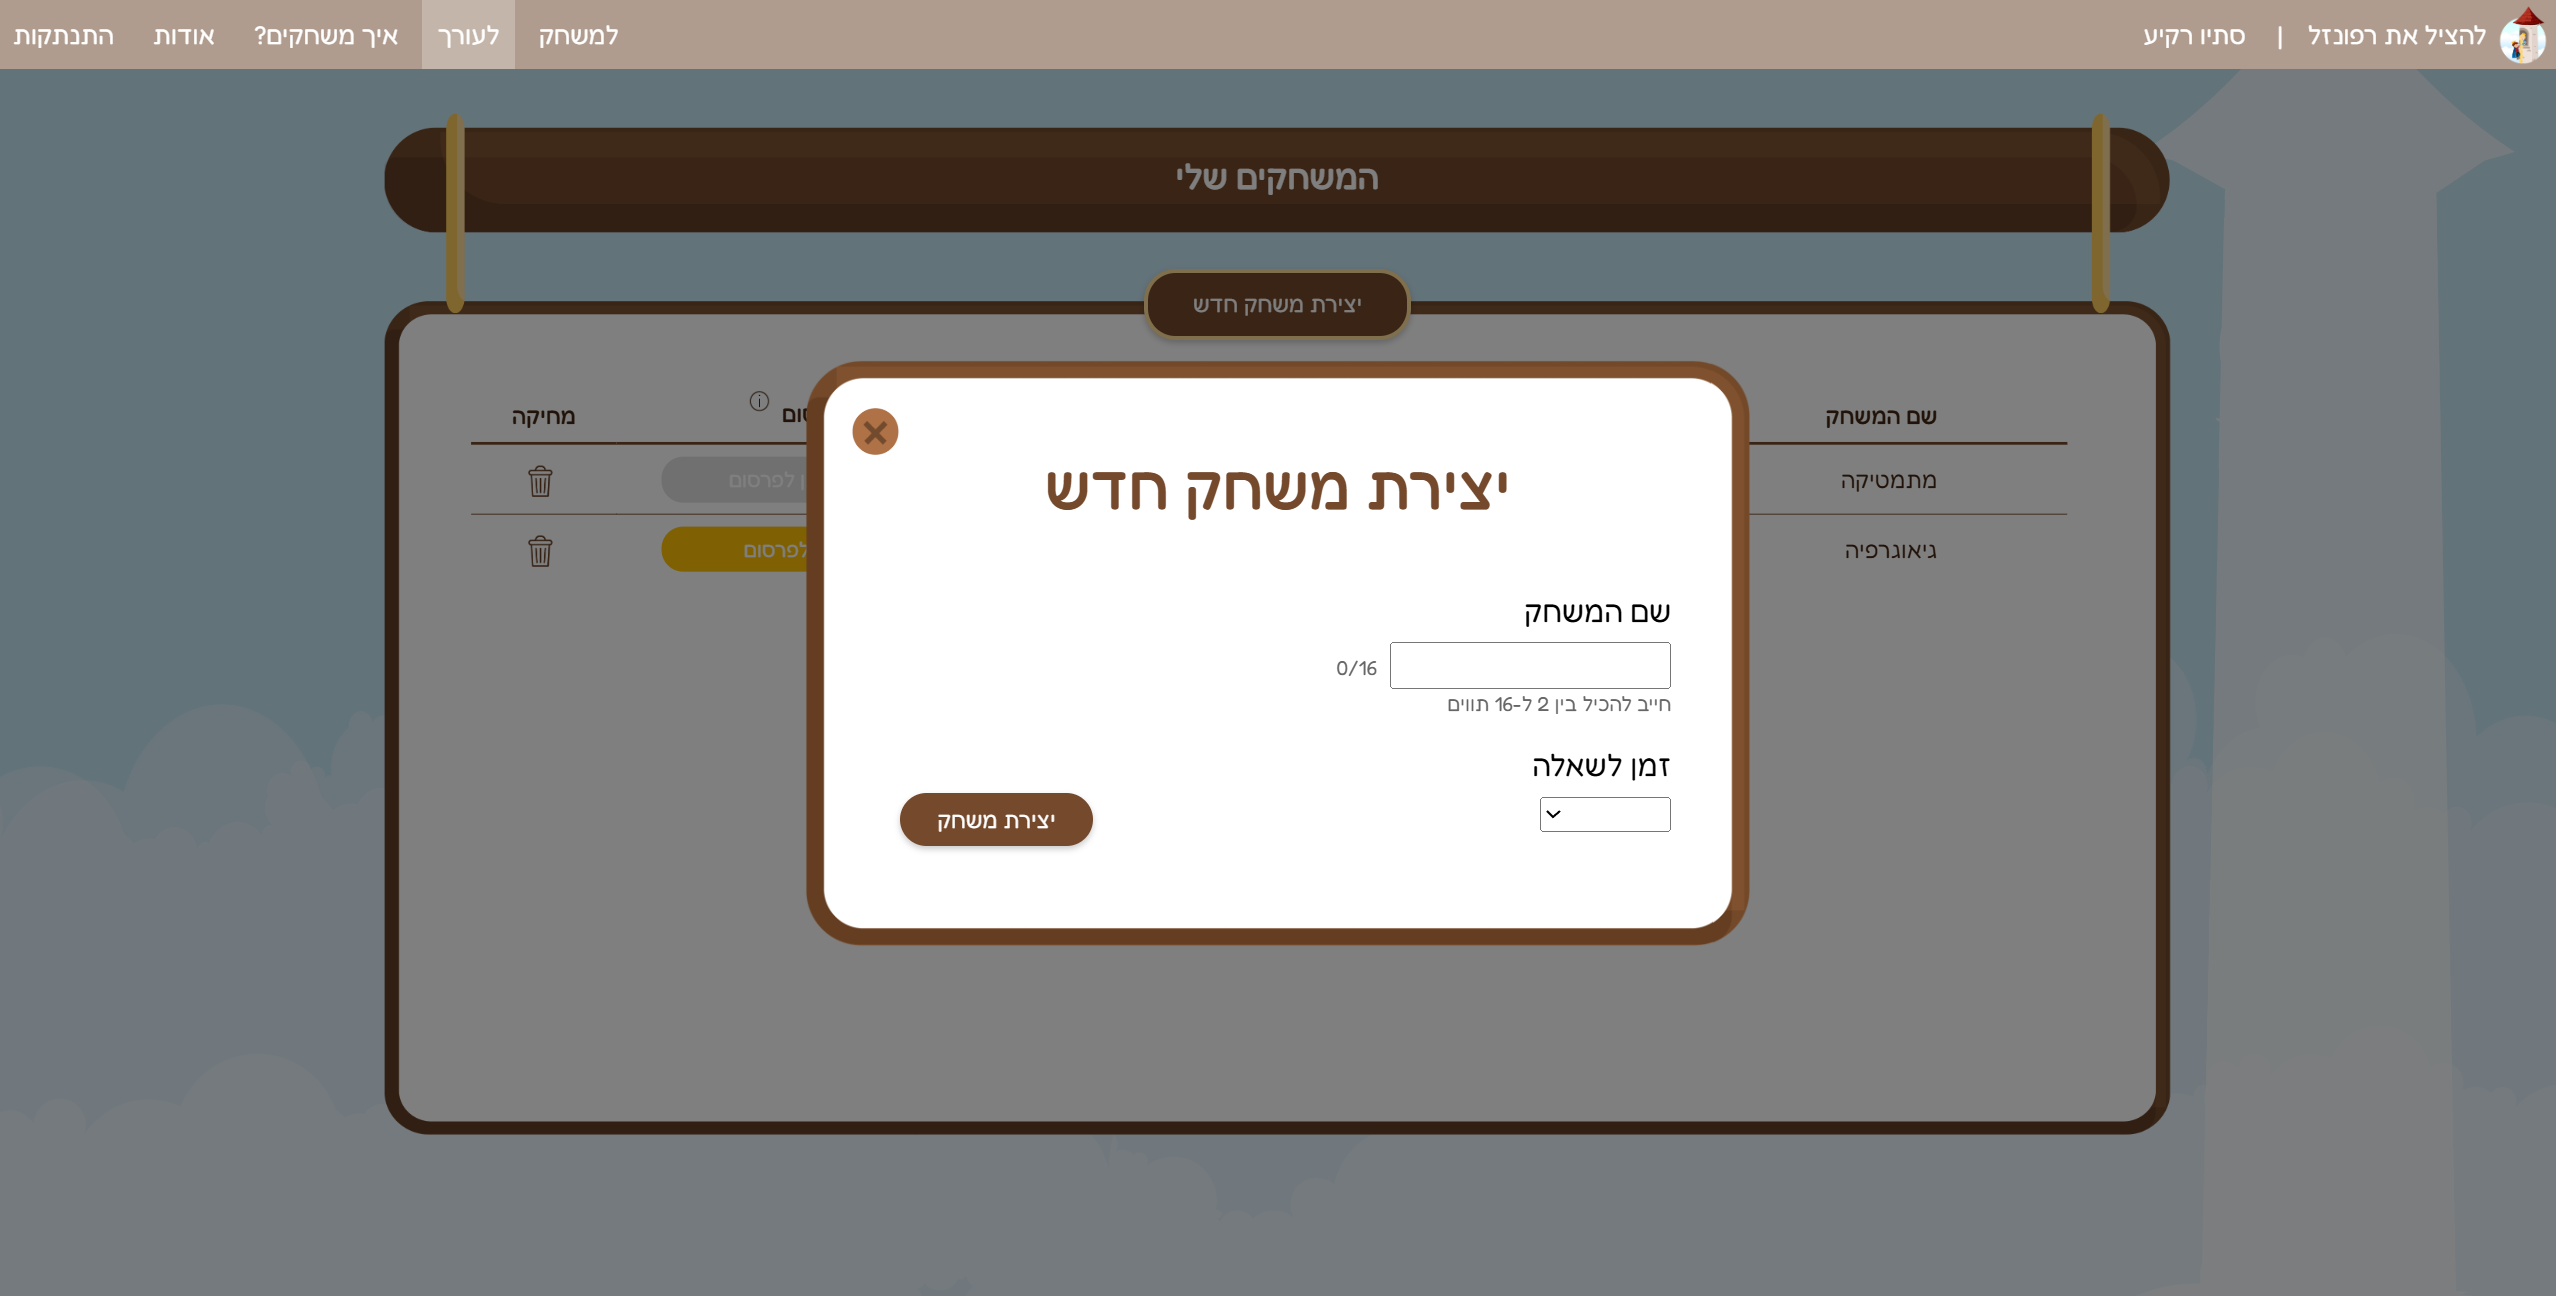 להציל את רפונזל | סתיו רקיע
למשחק לעורך איך משחקים? אודות התנתקות
המשחקים שלי
יצירת משחק חדש
שם המשחק
מחיקה
מתמטיקה
לפרסום
גיאוגרפיה
לפרסום
יצירת משחק חדש
שם המשחק
0/16
חייב להכיל בין 2 ל-16 תווים
זמן לשאלה
יצירת משחק